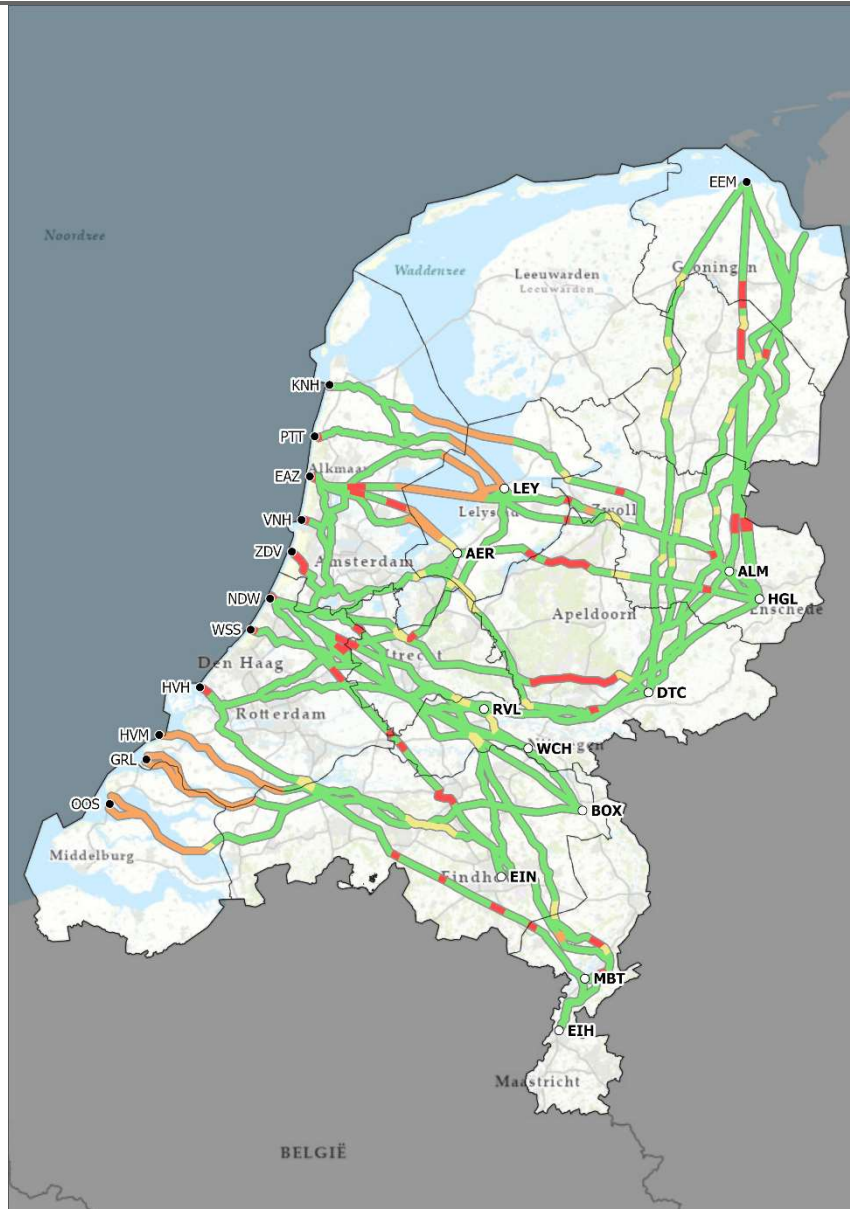 EEM
Noordzee
Waddenzee
Leeuwarden
Leeuwarden
Groningen
KNH
PTT
EAZ
Alkmaar
LEY
Lelystad
Zwolle
VNH
ZDV
Amsterdam
AER
ALM
HGL
Enschede
NDW
Apeldoorn
WSS
Utrecht
Den Haag
HVH
DTC
Rotterdam
RVL
HVM
WCH
Nijmegen
GRL
OOS
BOX
Middelburg
Eindhoven
EIN
MBT
EIH
Maastricht
BELGIË